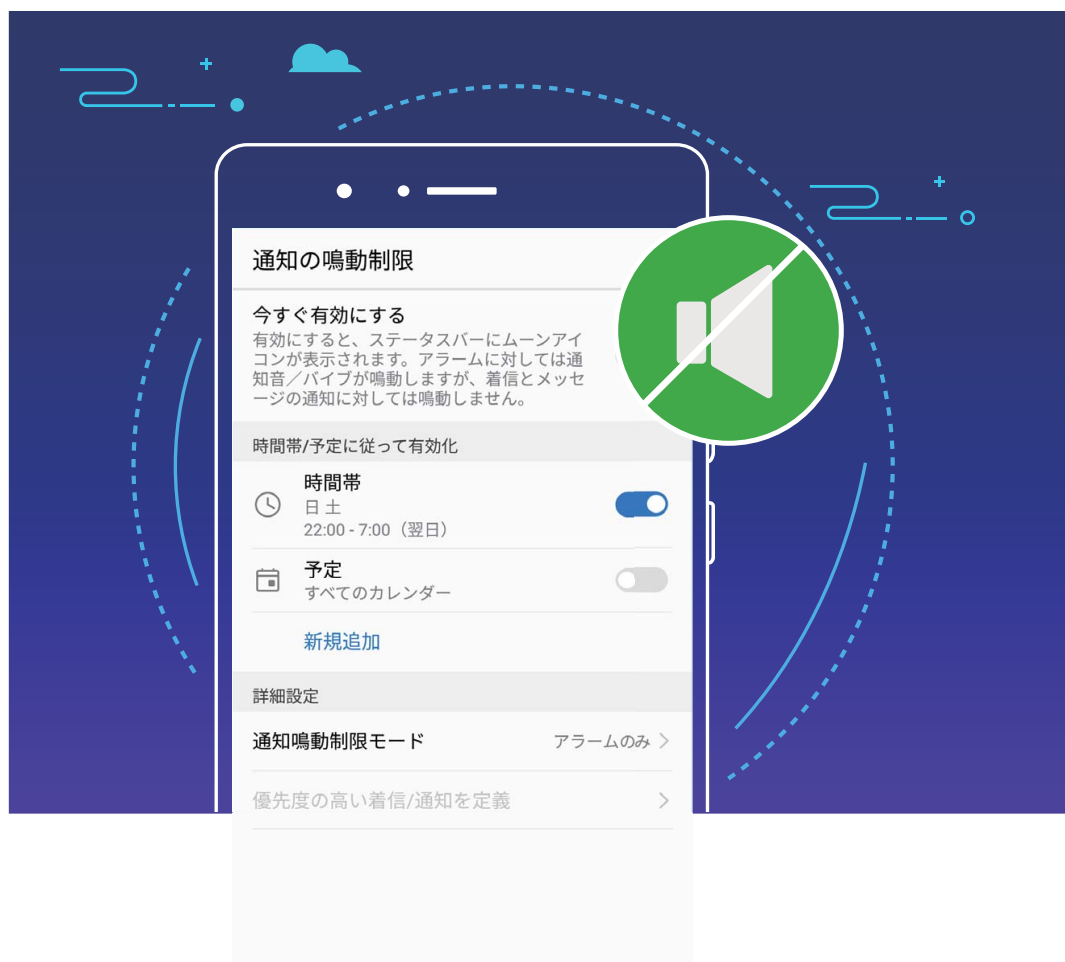 通知の鳴動制限
今すぐ有効にする
有効にすると、ステータスバーにムーンアイ
コンが表示されます。アラームに対しては通
知音／バイブが鳴動しますが、着信とメッセ
ージの通知に対しては鳴動しません。
時間帯/予定に従って有効化
時間帯
日 土
22:00 - 7:00（翌日）
予定
すべてのカレンダー
新規追加
詳細設定
通知鳴動制限モード アラームのみ
優先度の高い着信/通知を定義